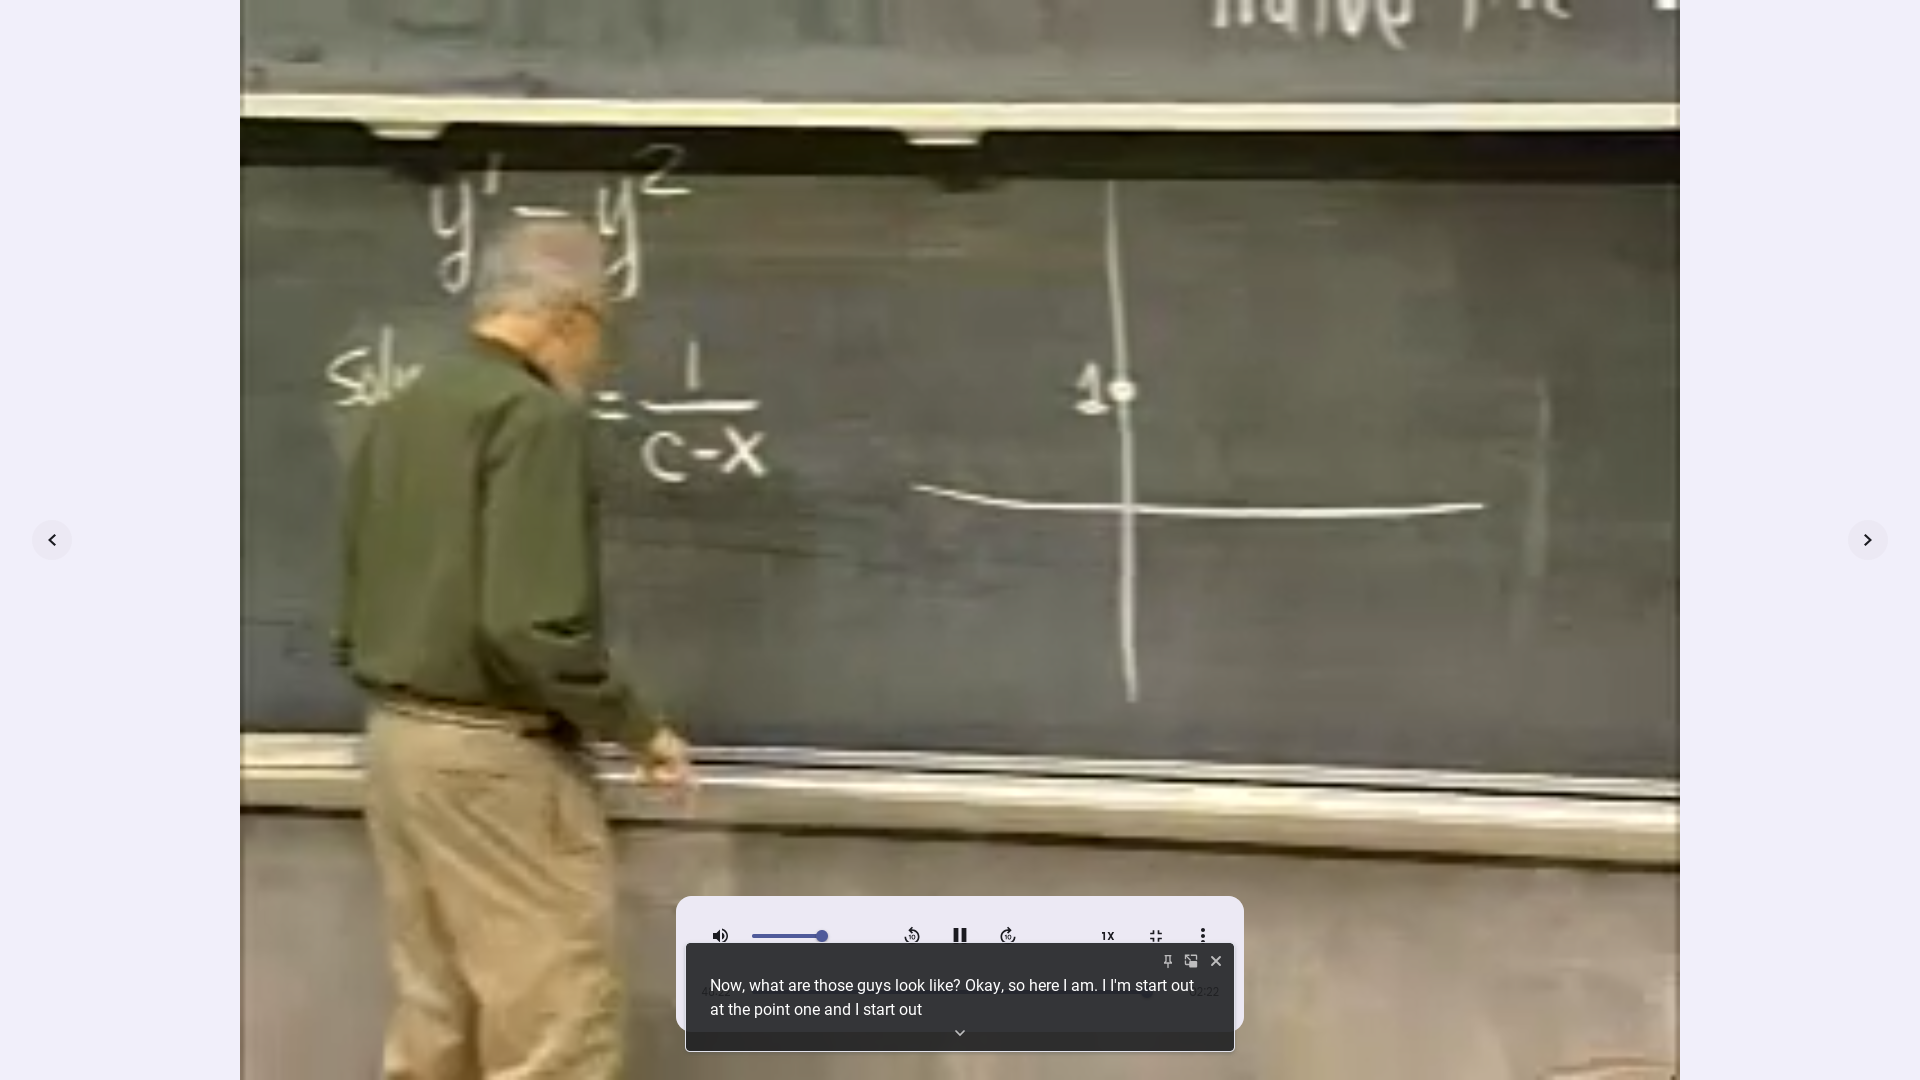 y' = y²
Soln
= 1/(c-x)
1
1X
Now, what are those guys look like? Okay, so here I am. I I'm start out
at the point one and I start out